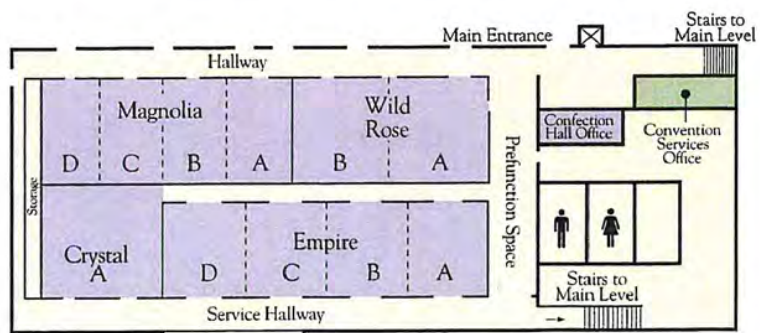 Stairs to
Main Level
Main Entrance
Hallway
Magnolia
Wild
Rose
D C B A B A
Confection
Hall Office
Convention
Services
Office
Storage
Prefunction Space
Crystal
A
Empire
D C B A
Stairs to
Main Level
Service Hallway